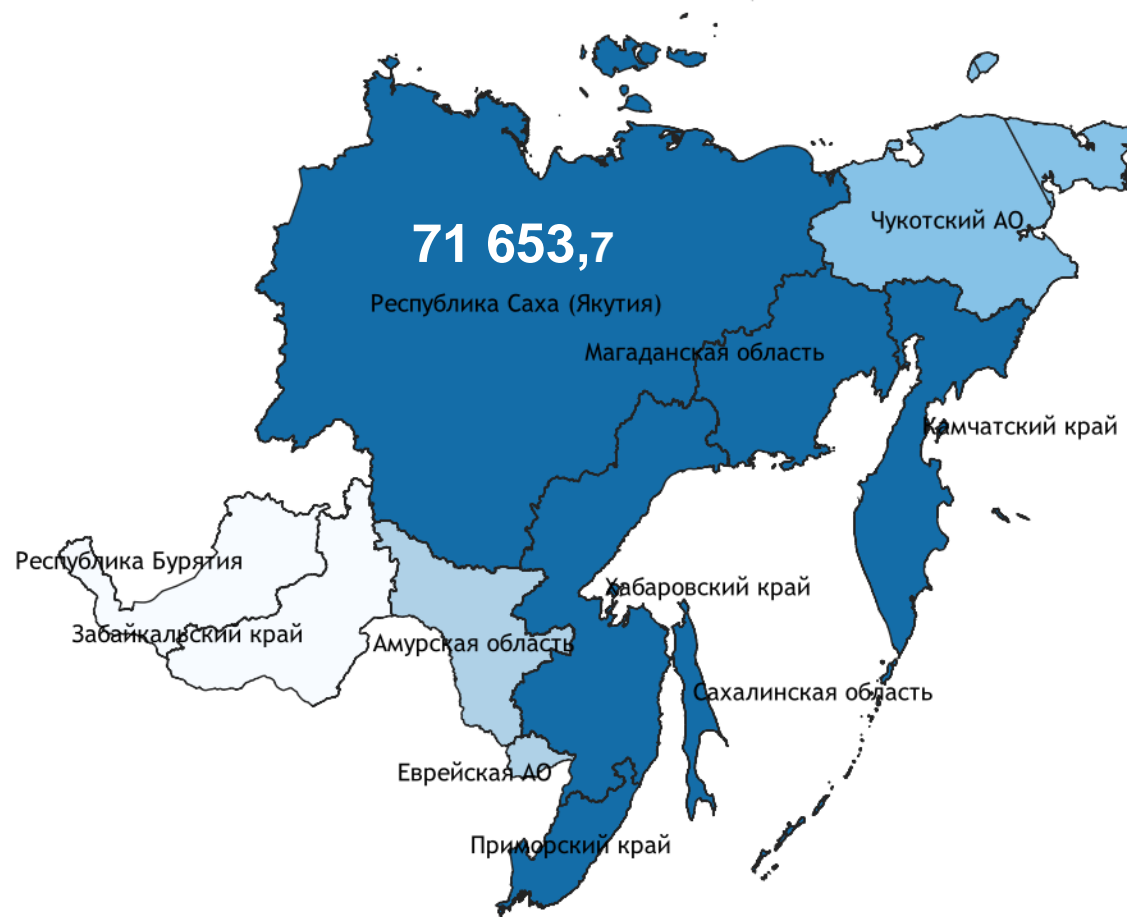 Чукотский АО
71 653,7
Республика Саха (Якутия)
Магаданская область
Камчатский край
Республика Бурятия
Хабаровский край
Забайкальский край
Амурская область
Сахалинская область
Еврейская АО
Приморский край